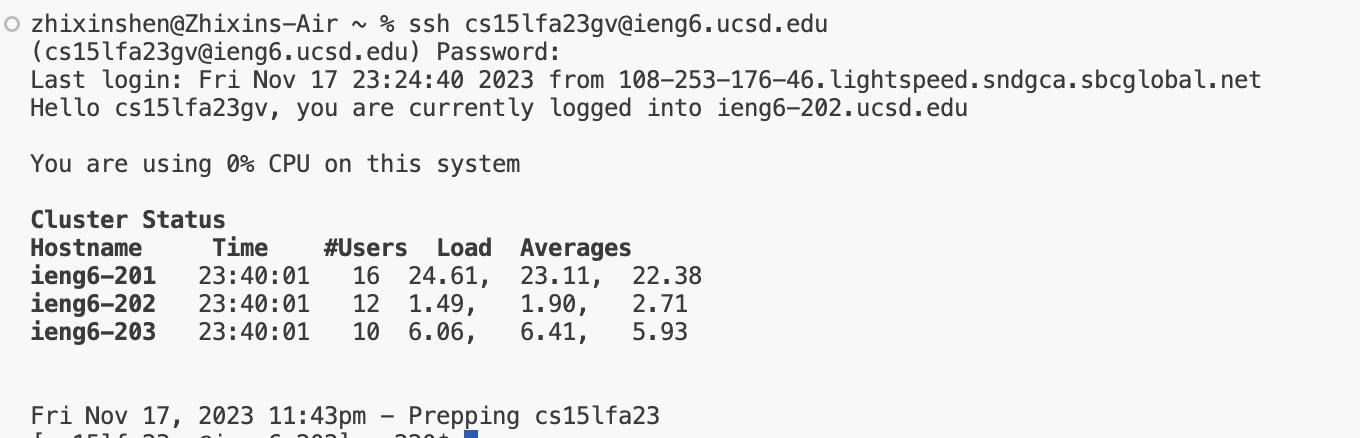 zhixinshen@Zhixins-Air ~ % ssh cs15lfa23gv@ieng6.ucsd.edu
(cs15lfa23gv@ieng6.ucsd.edu) Password:
Last login: Fri Nov 17 23:24:40 2023 from 108-253-176-46.lightspeed.sndgca.sbcglobal.net
Hello cs15lfa23gv, you are currently logged into ieng6-202.ucsd.edu
You are using 0% CPU on this system
Cluster Status
Hostname     Time    #Users  Load  Averages
ieng6-201   23:40:01   16  24.61,  23.11,  22.38
ieng6-202   23:40:01   12  1.49,   1.90,   2.71
ieng6-203   23:40:01   10  6.06,   6.41,   5.93
Fri Nov 17, 2023 11:43pm - Prepping cs15lfa23